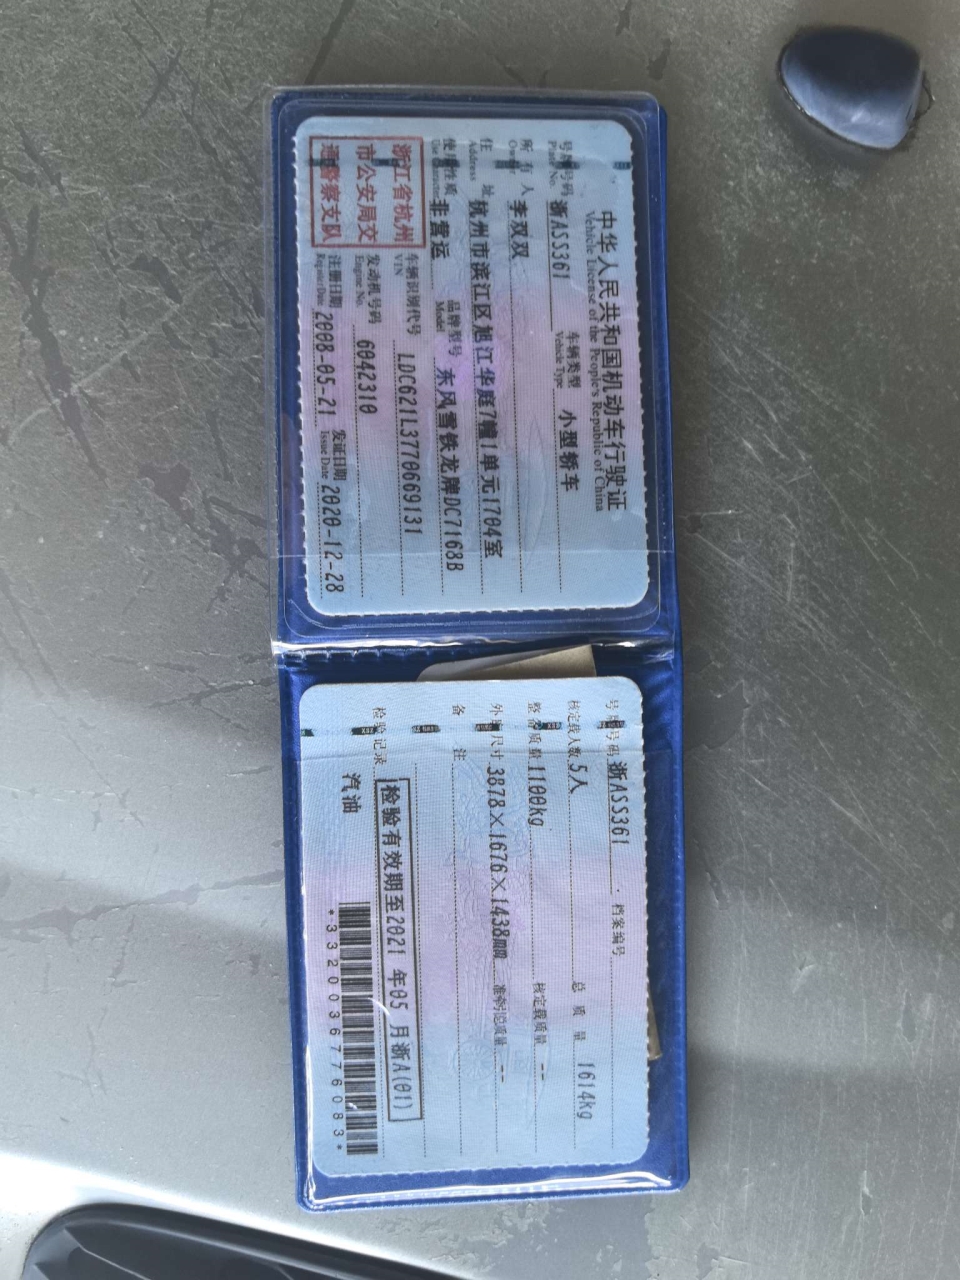 中华人民共和国机动车行驶证
Vehicle License of the People's Republic of China
号牌号码 浙ASS361 车辆类型 小型轿车
Plate No. Vehicle Type
所有人 李双双
Owner
住址 杭州市滨江区旭江华庭7幢1单元1704室
Address
使用性质 非营运 品牌型号 东风雪铁龙牌DC7163B
Use Character Model
浙江省杭州
市公安局交
通警察支队
车辆识别代号 LDC621L3770669131
VIN
发动机号码 6042310
Engine No.
注册日期 2008-05-21 发证日期 2020-12-28
Register Date Issue Date
号牌号码 浙ASS361 档案编号
核定载人数 5人 总质量 1614kg
整备质量 1100kg 核定载质量 --
外廓尺寸 3878×1676×1438mm 准牵引总质量 --
备注
检验记录 检验有效期至2021年05月浙A(01)
汽油
*3320036776083*